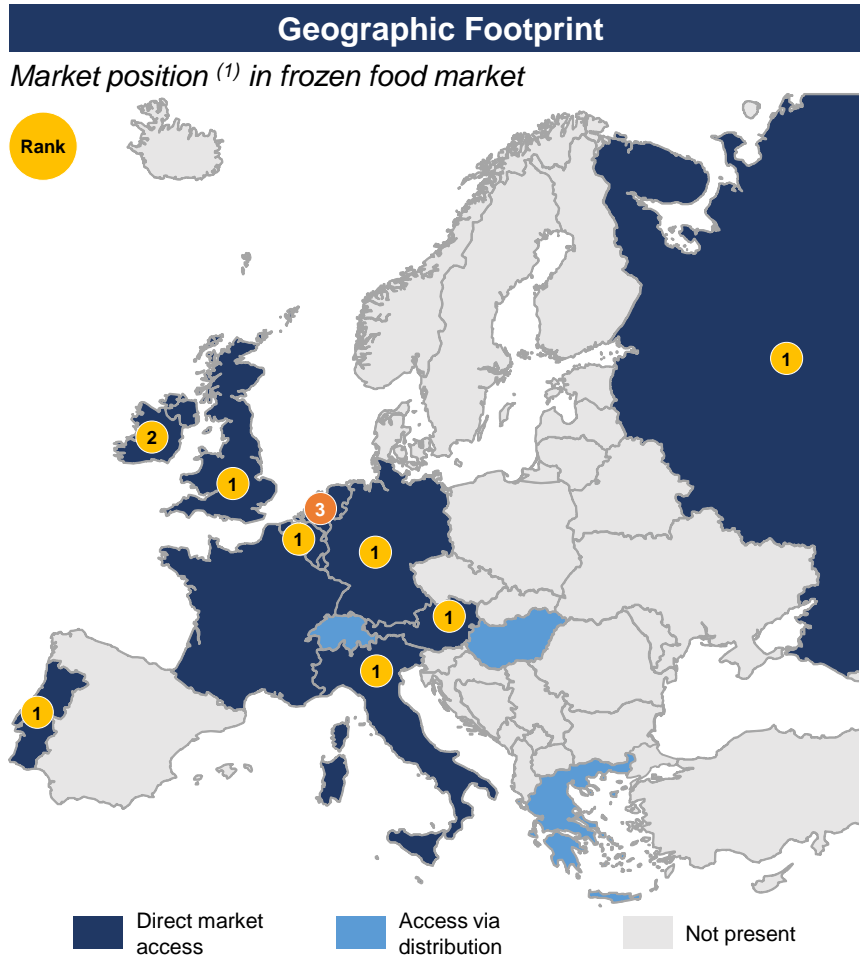 Geographic Footprint
Market position (1) in frozen food market
Rank
1
2
1
3
1
1
1
1
1
Direct market
access
Access via
distribution
Not present